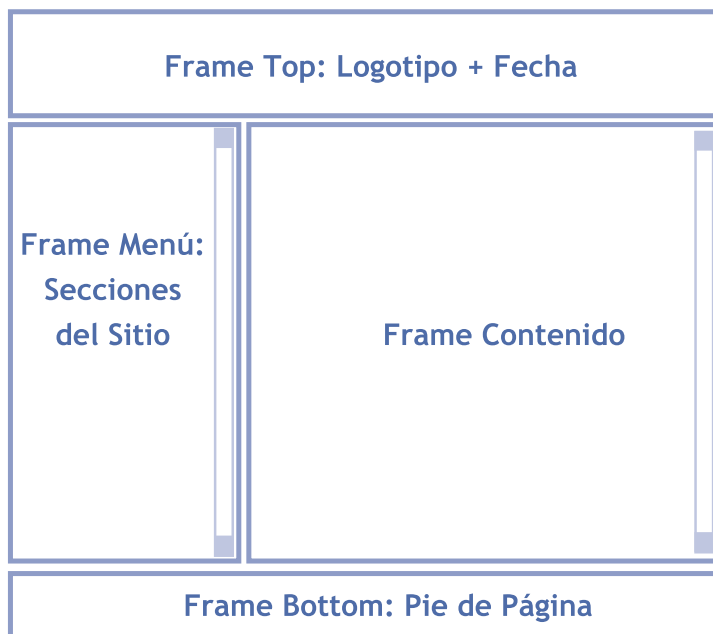 Frame Top: Logotipo + Fecha
Frame Menú:
Secciones
del Sitio
Frame Contenido
Frame Bottom: Pie de Página